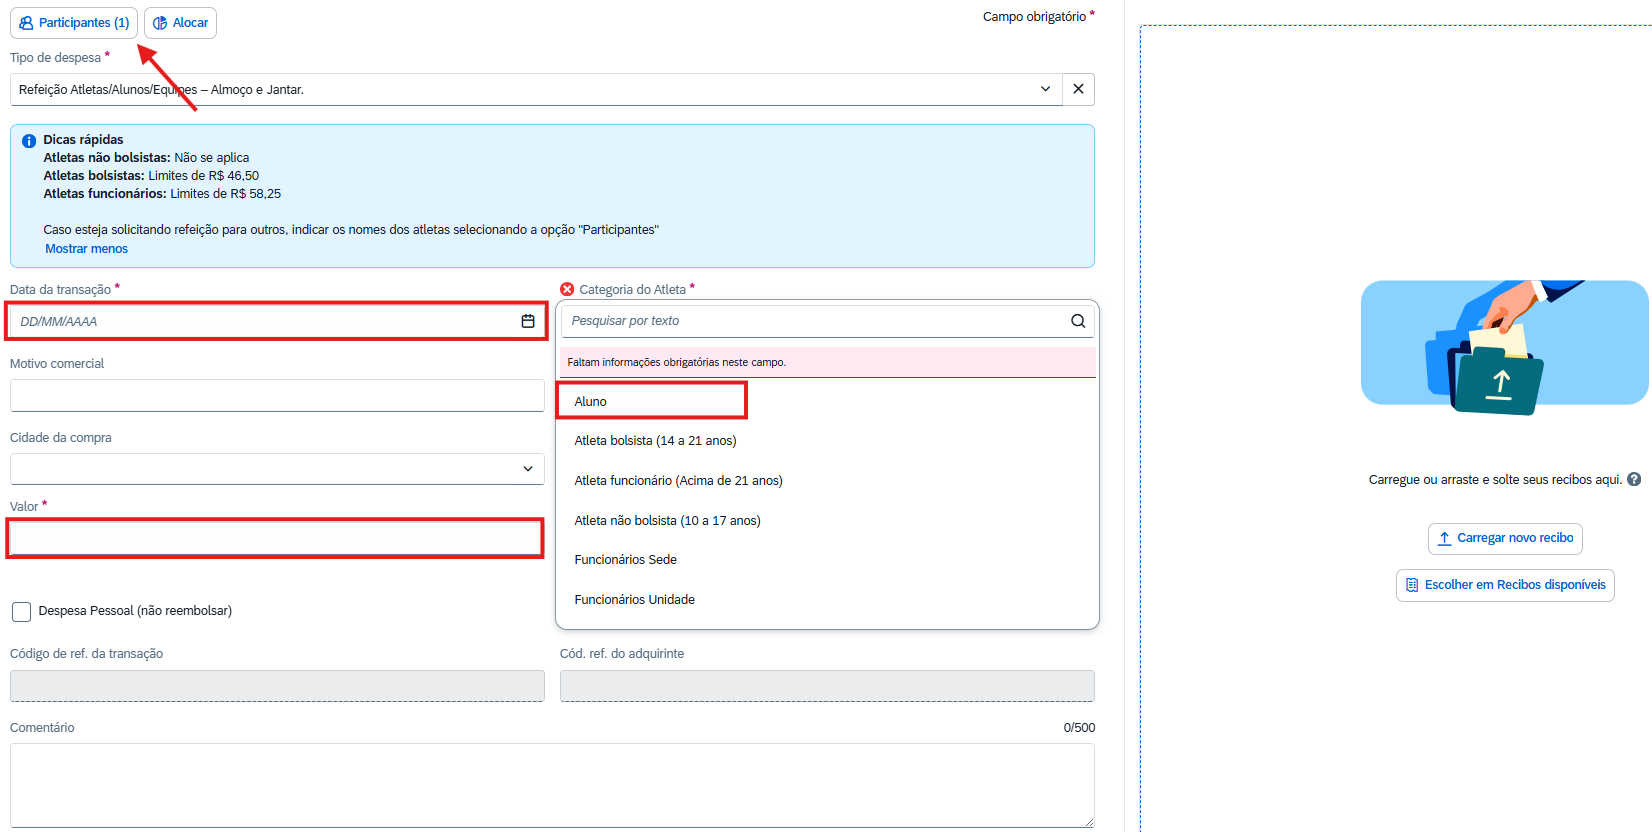 Participantes (1)
Alocar
Campo obrigatório *
Tipo de despesa *
Refeição Atletas/Alunos/Equipes – Almoço e Jantar.
Dicas rápidas
Atletas não bolsistas: Não se aplica
Atletas bolsistas: Limites de R$ 46,50
Atletas funcionários: Limites de R$ 58,25
Caso esteja solicitando refeição para outros, indicar os nomes dos atletas selecionando a opção "Participantes"
Mostrar menos
Data da transação *
DD/MM/AAAA
Categoria do Atleta *
Pesquisar por texto
Faltam informações obrigatórias neste campo.
Aluno
Atleta bolsista (14 a 21 anos)
Atleta funcionário (Acima de 21 anos)
Atleta não bolsista (10 a 17 anos)
Funcionários Sede
Funcionários Unidade
Motivo comercial
Cidade da compra
Valor *
Despesa Pessoal (não reembolsar)
Código de ref. da transação
Cód. ref. do adquirinte
Comentário
0/500
Carregue ou arraste e solte seus recibos aqui.
Carregar novo recibo
Escolher em Recibos disponíveis